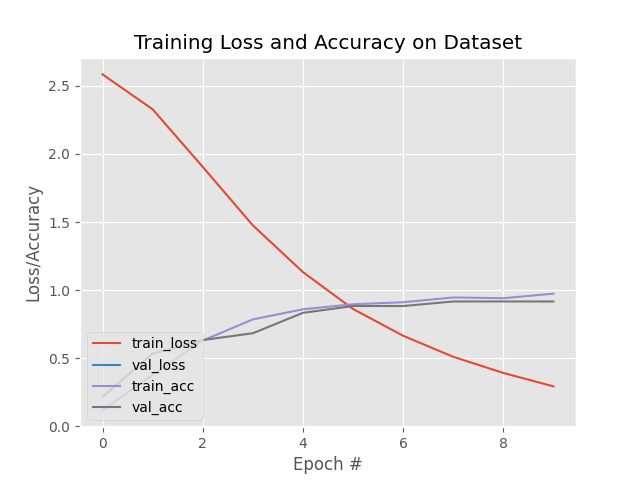 Training Loss and Accuracy on Dataset
2.5
2.0
1.5
1.0
0.5
0.0
Loss/Accuracy
train_loss
val_loss
train_acc
val_acc
0 2 4 6 8
Epoch #